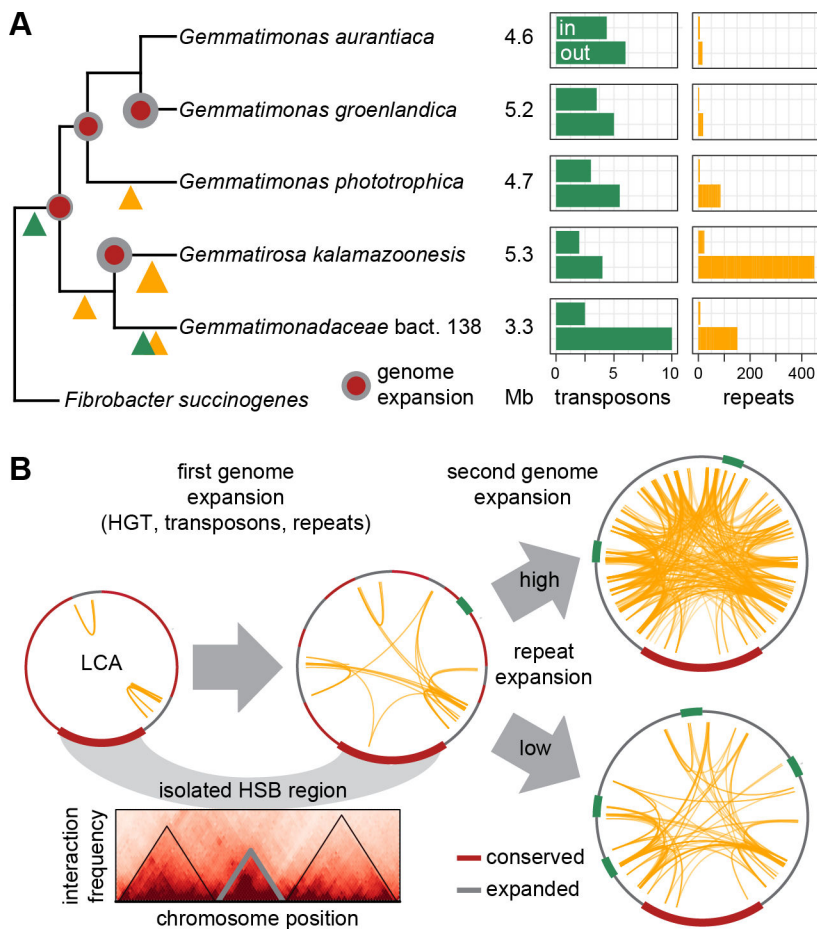 A
Gemmatimonas aurantiaca 4.6
in
out
Gemmatimonas groenlandica 5.2
Gemmatimonas phototrophica 4.7
Gemmatirosa kalamazoonesis 5.3
Gemmatimonadaceae bact. 138 3.3
0 5 10 0 200 400
genome
expansion
Fibrobacter succinogenes Mb transposons repeats
B
first genome
expansion
(HGT, transposons, repeats)
second genome
expansion
high
LCA
repeat
expansion
low
isolated HSB region
interaction
frequency
chromosome position
conserved
expanded